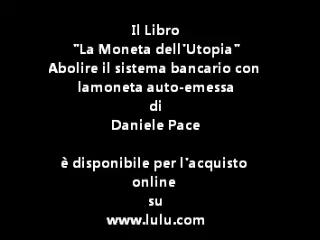 Il Libro
"La Moneta dell'Utopia"
Abolire il sistema bancario con
lamoneta auto-emessa
di
Daniele Pace
è disponibile per l'acquisto
online
su
www.lulu.com